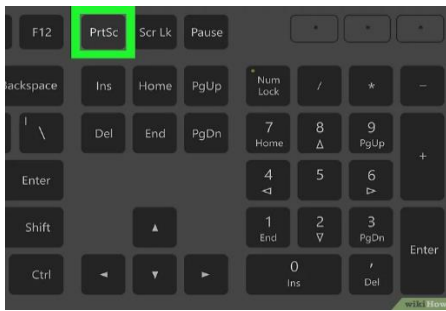 F12 PrtSc Scr Lk Pause * * *
Backspace Ins Home PgUp Num Lock / * -
| \ Del End PgDn 7 Home 8 9 PgUp +
Enter 4 5 6
Shift 1 End 2 3 PgDn Enter
Ctrl 0 Ins , Del
wikiHow